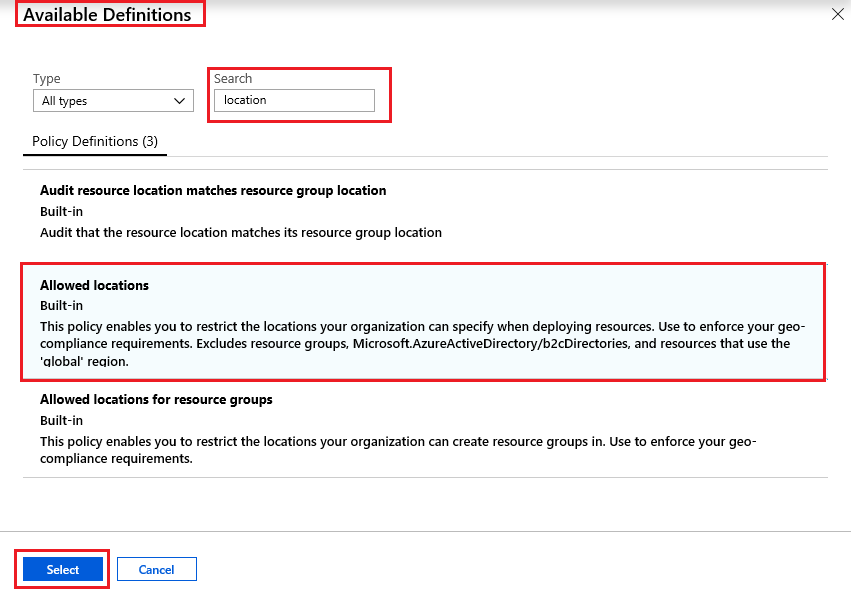 Available Definitions
Type
All types
Search
location
Policy Definitions (3)
Audit resource location matches resource group location
Built-in
Audit that the resource location matches its resource group location
Allowed locations
Built-in
This policy enables you to restrict the locations your organization can specify when deploying resources. Use to enforce your geo-
compliance requirements. Excludes resource groups, Microsoft.AzureActiveDirectory/b2cDirectories, and resources that use the
'global' region.
Allowed locations for resource groups
Built-in
This policy enables you to restrict the locations your organization can create resource groups in. Use to enforce your geo-
compliance requirements.
Select
Cancel